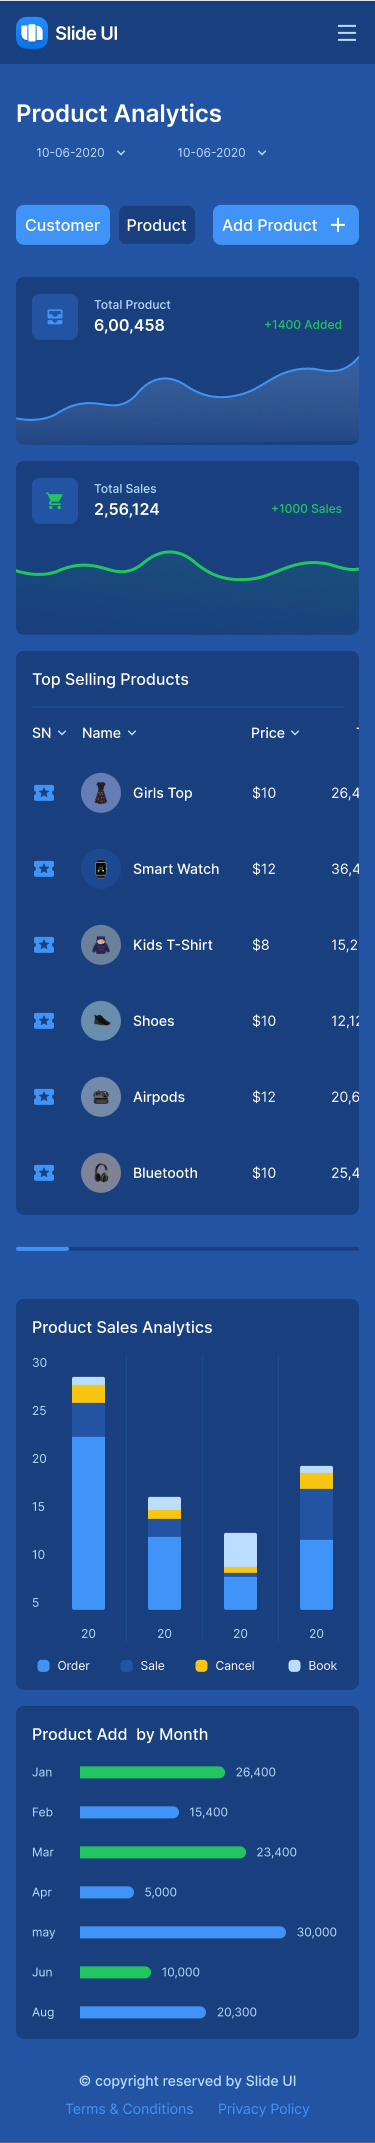 Slide UI
Product Analytics
10-06-2020 10-06-2020
Customer Product Add Product
Total Product
6,00,458 +1400 Added
Total Sales
2,56,124 +1000 Sales
Top Selling Products
SN Name Price
Girls Top $10 26,4
Smart Watch $12 36,4
Kids T-Shirt $8 15,2
Shoes $10 12,12
Airpods $12 20,6
Bluetooth $10 25,4
Product Sales Analytics
30
25
20
15
10
5
20 20 20 20
Order Sale Cancel Book
Product Add by Month
Jan 26,400
Feb 15,400
Mar 23,400
Apr 5,000
may 30,000
Jun 10,000
Aug 20,300
© copyright reserved by Slide UI
Terms & Conditions Privacy Policy